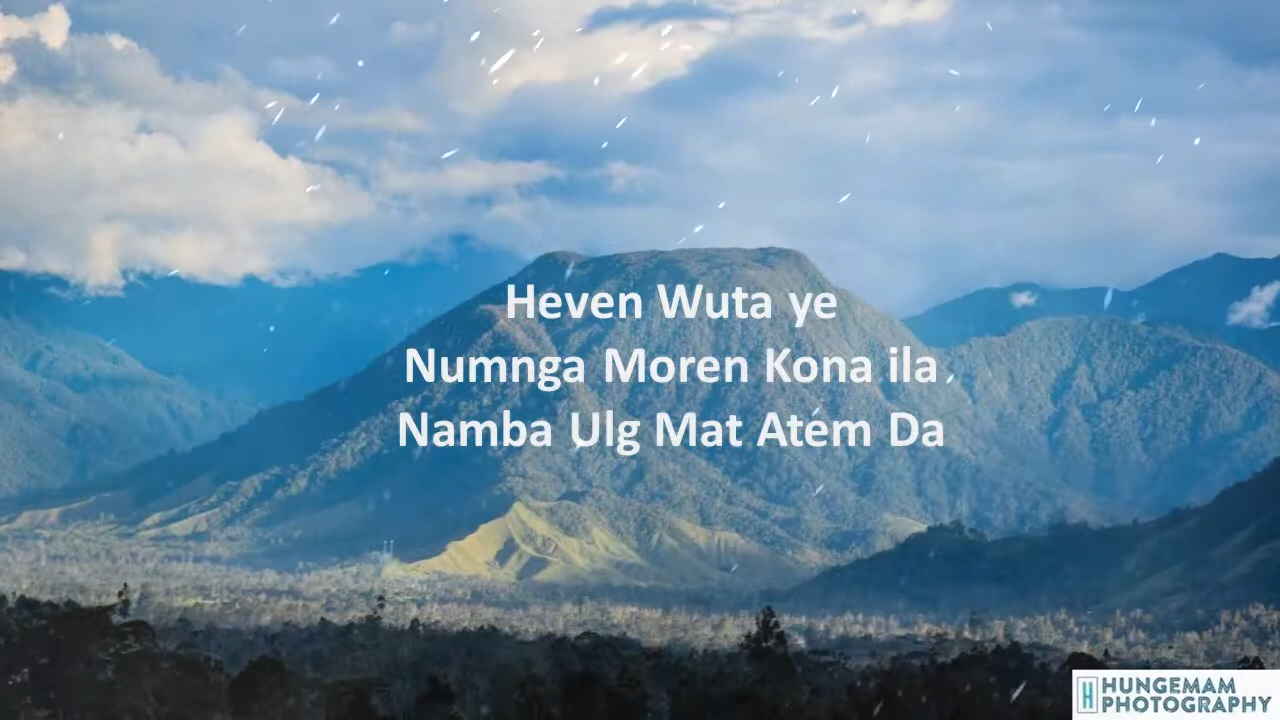 Heven Wuta ye
Numnga Moren Kona ila
Namba Ulg Mat Atem Da
HUNGEMAM
PHOTOGRAPHY